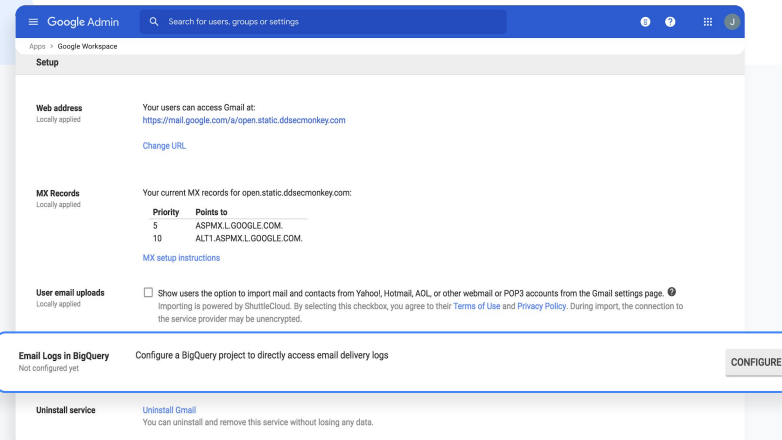 Google Admin
Search for users, groups or settings
8
?
J
Apps > Google Workspace
Setup
Web address
Locally applied
Your users can access Gmail at:
https://mail.google.com/a/open.static.ddsecmonkey.com
Change URL
MX Records
Locally applied
Your current MX records for open.static.ddsecmonkey.com:
Priority Points to
5 ASPMX.L.GOOGLE.COM.
10 ALT1.ASPMX.L.GOOGLE.COM.
MX setup instructions
User email uploads
Locally applied
Show users the option to import mail and contacts from Yahoo!, Hotmail, AOL, or other webmail or POP3 accounts from the Gmail settings page. ?
Importing is powered by ShuttleCloud. By selecting this checkbox, you agree to their Terms of Use and Privacy Policy. During import, the connection to
the service provider may be unencrypted.
Email Logs in BigQuery
Not configured yet
Configure a BigQuery project to directly access email delivery logs
CONFIGURE
Uninstall service
Uninstall Gmail
You can uninstall and remove this service without losing any data.